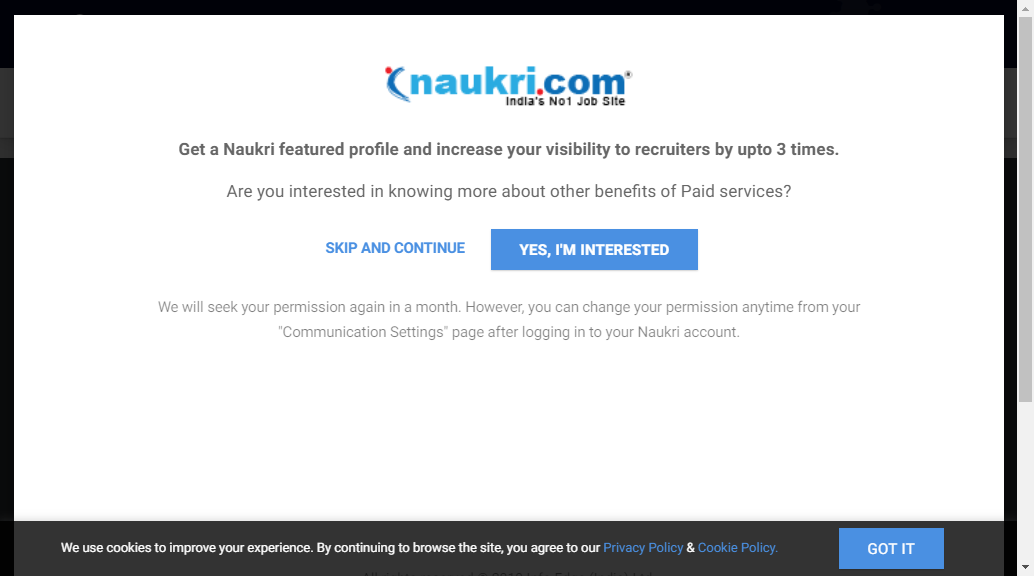 naukri.com®
India's No1 Job Site
Get a Naukri featured profile and increase your visibility to recruiters by upto 3 times.
Are you interested in knowing more about other benefits of Paid services?
SKIP AND CONTINUE
YES, I'M INTERESTED
We will seek your permission again in a month. However, you can change your permission anytime from your
"Communication Settings" page after logging in to your Naukri account.
We use cookies to improve your experience. By continuing to browse the site, you agree to our Privacy Policy & Cookie Policy.
GOT IT